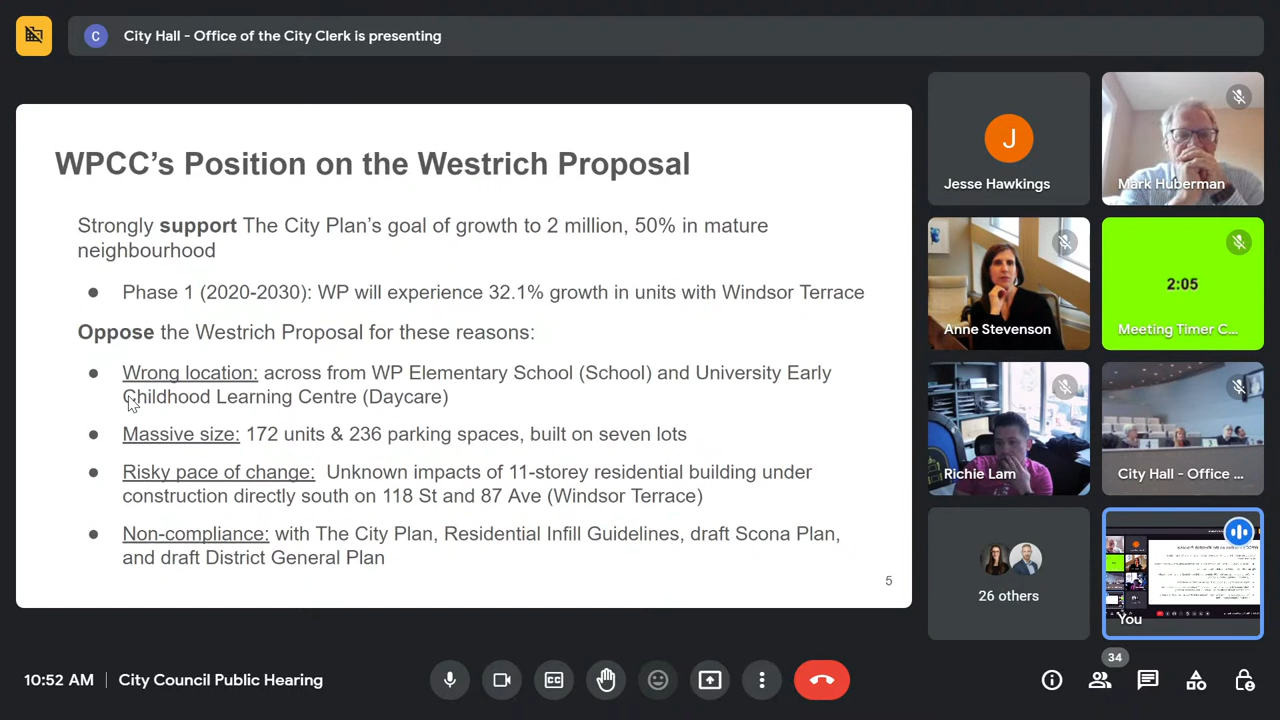 C
City Hall - Office of the City Clerk is presenting
WPCC's Position on the Westrich Proposal
Strongly support The City Plan's goal of growth to 2 million, 50% in mature
neighbourhood
● Phase 1 (2020-2030): WP will experience 32.1% growth in units with Windsor Terrace
Oppose the Westrich Proposal for these reasons:
● Wrong location: across from WP Elementary School (School) and University Early
Childhood Learning Centre (Daycare)
● Massive size: 172 units & 236 parking spaces, built on seven lots
● Risky pace of change: Unknown impacts of 11-storey residential building under
construction directly south on 118 St and 87 Ave (Windsor Terrace)
● Non-compliance: with The City Plan, Residential Infill Guidelines, draft Scona Plan,
and draft District General Plan
5
J
Jesse Hawkings
Mark Huberman
Anne Stevenson
2:05
Meeting Timer C...
Richie Lam
City Hall - Office ...
26 others
You
10:52 AM
City Council Public Hearing
CC
34